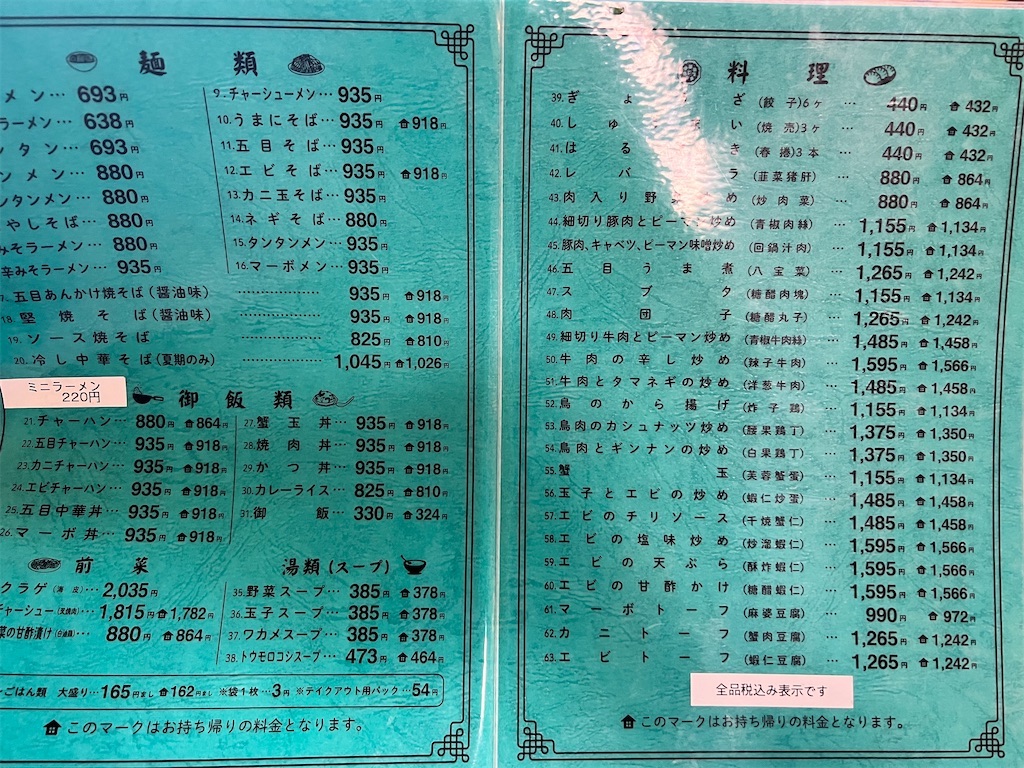 麺 類
メン… 693円
ラーメン… 638円
ンタン… 693円
ンメン… 880円
ンタンメン… 880円
やしそば… 880円
みそラーメン… 880円
辛みそラーメン… 935円
9. チャーシューメン… 935円
10. うまにそば… 935円 918円
11. 五目そば… 935円
12. エビそば… 935円 918円
13. カニ玉そば… 935円
14. ネギそば… 880円
15. タンタンメン… 935円
16. マーボメン… 935円
7. 五目あんかけ焼そば(醤油味) ………… 935円 918円
18. 堅焼そば(醤油味) ………… 935円 918円
19. ソース焼そば ………… 825円 810円
20. 冷し中華そば(夏期のみ) ………… 1,045円 1,026円
ミニラーメン
220円
御 飯 類
21. チャーハン… 880円 864円
22. 五目チャーハン… 935円 918円
23. カニチャーハン… 935円 918円
24. エビチャーハン… 935円 918円
25. 五目中華丼… 935円 918円
26. マーボ丼… 935円 918円
27. 蟹玉丼… 935円 918円
28. 焼肉丼… 935円 918円
29. かつ丼… 935円 918円
30. カレーライス… 825円 810円
31. 御飯… 330円 324円
前 菜
クラゲ … 2,035円
チャーシュー(叉焼肉)… 1,815円 1,782円
菜の甘酢漬け … 880円 864円
湯類(スープ)
35. 野菜スープ… 385円 378円
36. 玉子スープ… 385円 378円
37. ワカメスープ… 385円 378円
38. トウモロコシスープ… 473円 464円
・ごはん類 大盛り…165円まし 162円まし ※袋1枚…3円 ※テイクアウト用パック…54円
このマークはお持ち帰りの料金となります。
料 理
39. ぎょ ざ (餃子)6ヶ … 440円 432円
40. しゅ い (焼売)3ヶ … 440円 432円
41. はる き (春捲)3本 … 440円 432円
42. レバ ラ (韮菜猪肝) 880円 864円
43. 肉入り野 め (炒肉菜) … 880円 864円
44. 細切り豚肉とピーマン炒め (青椒肉絲) … 1,155円 1,134円
45. 豚肉、キャベツ、ピーマン味噌炒め (回鍋汁肉) … 1,155円 1,134円
46. 五目うま煮 (八宝菜) … 1,265円 1,242円
47. スブタ (糖醋肉塊) … 1,155円 1,134円
48. 肉団子 (糖醋丸子) … 1,265円 1,242円
49. 細切り牛肉とピーマン炒め (青椒牛肉絲) … 1,485円 1,458円
50. 牛肉の辛し炒め (辣子牛肉) … 1,595円 1,566円
51. 牛肉とタマネギの炒め (洋葱牛肉) … 1,485円 1,458円
52. 鳥のから揚げ (炸子鶏) … 1,155円 1,134円
53. 鳥肉のカシュナッツ炒め (腰果鶏丁) … 1,375円 1,350円
54. 鳥肉とギンナンの炒め (白果鶏丁) … 1,375円 1,350円
55. 蟹玉 (芙蓉蟹蛋) … 1,155円 1,134円
56. 玉子とエビの炒め (蝦仁炒蛋) … 1,485円 1,458円
57. エビのチリソース (干焼蟹仁) … 1,485円 1,458円
58. エビの塩味炒め (炒溜蝦仁) … 1,595円 1,566円
59. エビの天ぷら (酥炸蝦仁) … 1,595円 1,566円
60. エビの甘酢かけ (糖醋蝦仁) … 1,595円 1,566円
61. マーボトーフ (麻婆豆腐) … 990円 972円
62. カニトーフ (蟹肉豆腐) … 1,265円 1,242円
63. エビトーフ (蝦仁豆腐) … 1,265円 1,242円
全品税込み表示です
このマークはお持ち帰りの料金となります。